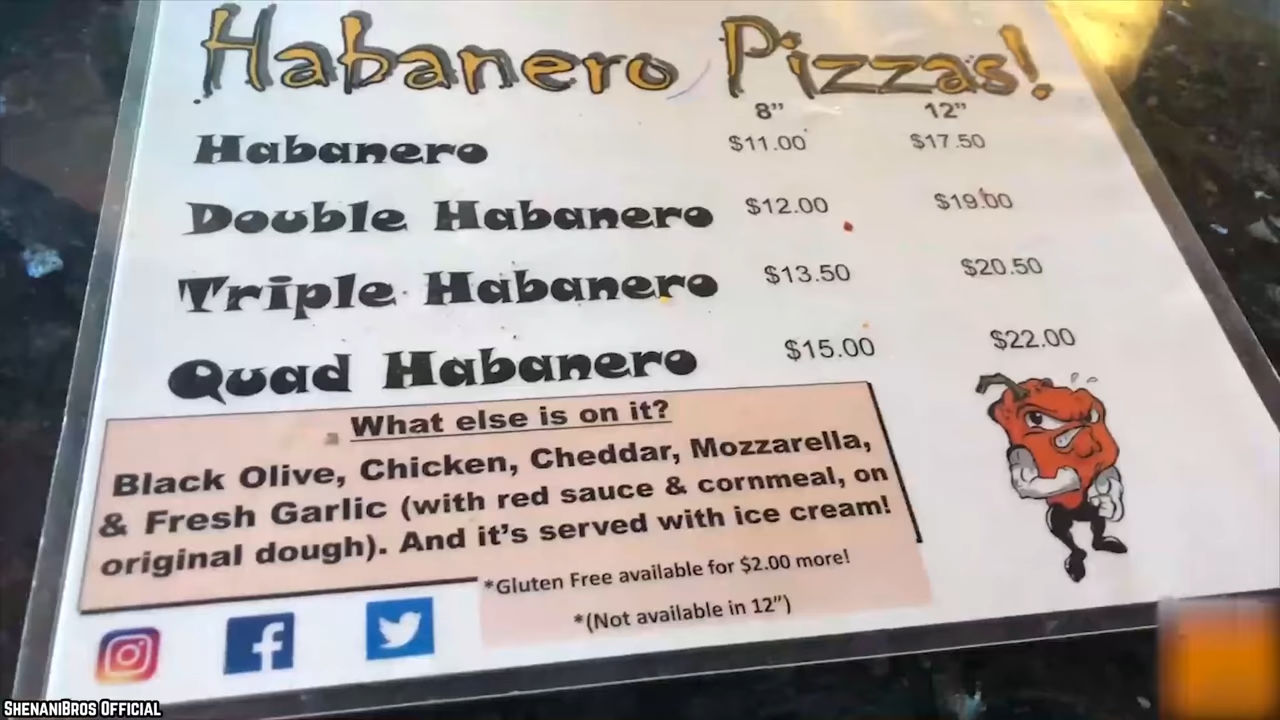 Habanero Pizzas!
8” 12”
Habanero $11.00 $17.50
Double Habanero $12.00 $19.00
Triple Habanero $13.50 $20.50
Quad Habanero $15.00 $22.00
What else is on it?
Black Olive, Chicken, Cheddar, Mozzarella,
& Fresh Garlic (with red sauce & cornmeal, on
original dough). And it’s served with ice cream!
*Gluten Free available for $2.00 more!
*(Not available in 12”)
ShenaniBros Official